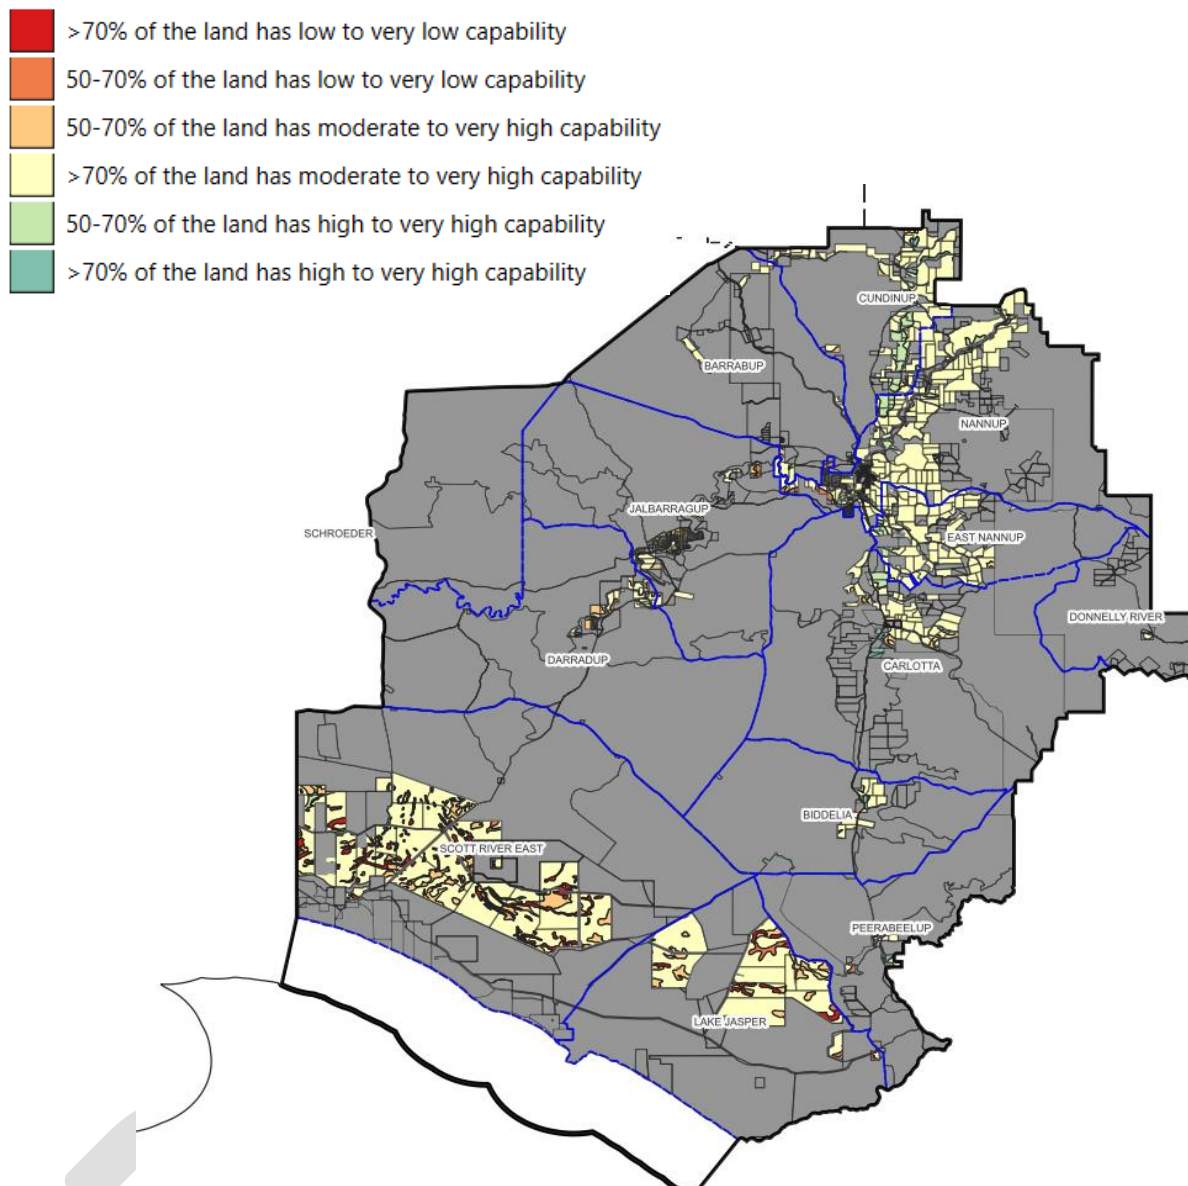 >70% of the land has low to very low capability
50-70% of the land has low to very low capability
50-70% of the land has moderate to very high capability
>70% of the land has moderate to very high capability
50-70% of the land has high to very high capability
>70% of the land has high to very high capability
CUNDINUP
BARRABUP
NANNUP
JALBARRAGUP
SCHROEDER
EAST NANNUP
DONNELLY RIVER
DARRADUP
CARLOTTA
BIDDELIA
SCOTT RIVER EAST
PEERABEELUP
LAKE JASPER